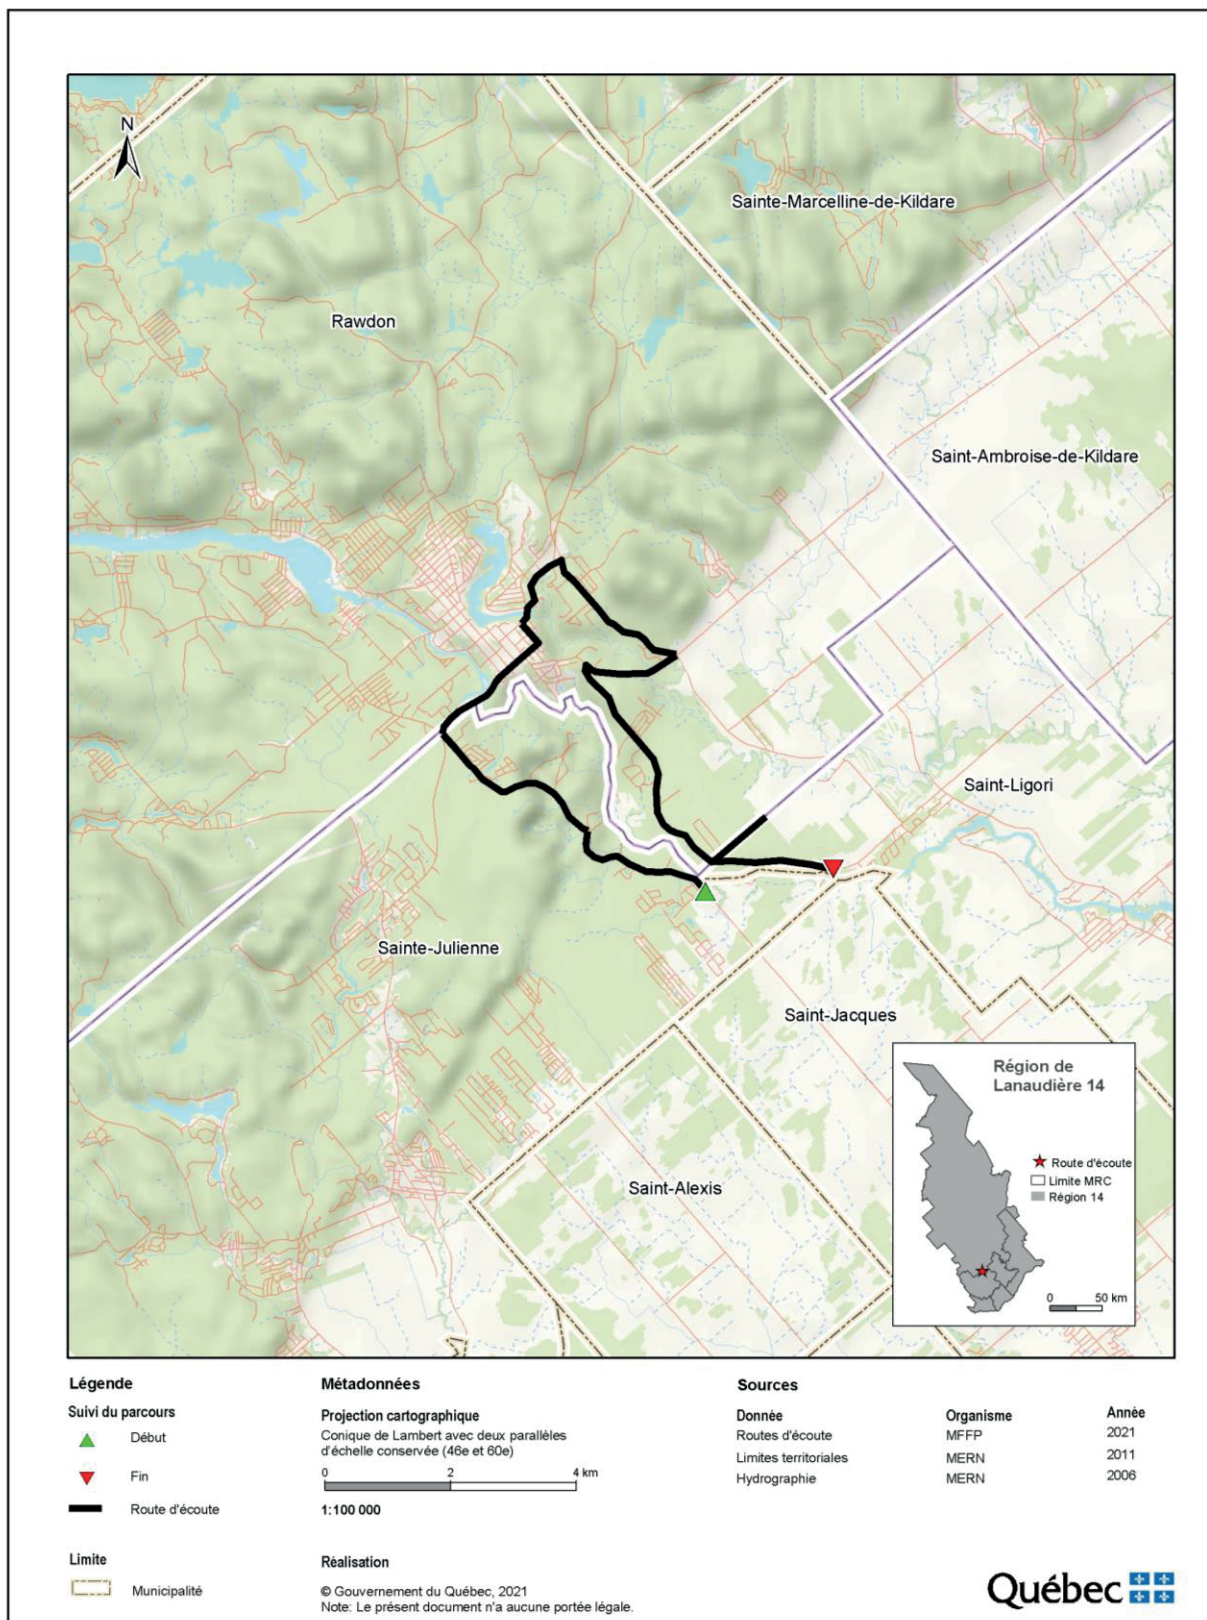 N
Sainte-Marcelline-de-Kildare
Rawdon
Saint-Ambroise-de-Kildare
Saint-Ligori
Sainte-Julienne
Saint-Jacques
Saint-Alexis
Région de
Lanaudière 14
Route d'écoute
Limite MRC
Région 14
0 50 km
Légende
Suivi du parcours
Début
Fin
Route d'écoute
Limite
Municipalité
Métadonnées
Projection cartographique
Conique de Lambert avec deux parallèles
d'échelle conservée (46e et 60e)
0 2 4 km
1:100 000
Réalisation
© Gouvernement du Québec, 2021
Note: Le présent document n'a aucune portée légale.
Sources
Donnée Organisme Année
Routes d'écoute MFFP 2021
Limites territoriales MERN 2011
Hydrographie MERN 2006
Québec